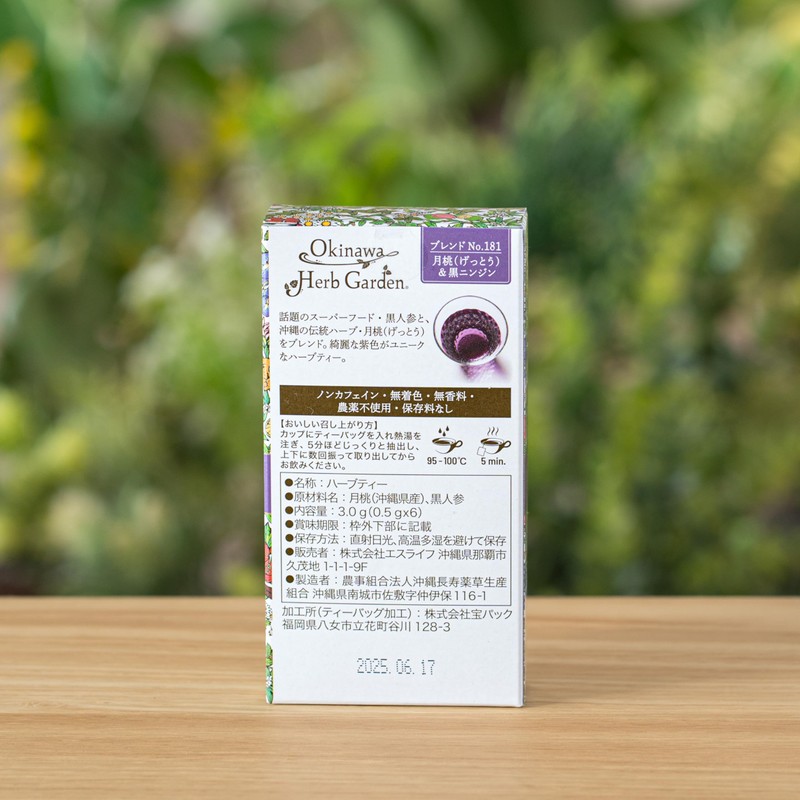 Okinawa
Herb Garden®
ブレンド No.181
月桃(げっとう)
&黒ニンジン
話題のスーパーフード・黒人参と、
沖縄の伝統ハーブ・月桃(げっとう)
をブレンド。綺麗な紫色がユニーク
なハーブティー。
ノンカフェイン・無着色・無香料・
農薬不使用・保存料なし
【おいしい召し上がり方】
カップにティーバッグを入れ熱湯を
注ぎ、5分ほどじっくりと抽出し、
上下に数回振って取り出してから
お飲みください。
95-100℃
5 min.
●名称:ハーブティー
●原材料名:月桃(沖縄県産)、黒人参
●内容量:3.0g(0.5gx6)
●賞味期限:枠外下部に記載
●保存方法:直射日光、高温多湿を避けて保存
●販売者:株式会社エスライフ 沖縄県那覇市
久茂地 1-1-1-9F
●製造者:農事組合法人沖縄長寿薬草生産
組合 沖縄県南城市佐敷字仲伊保116-1
加工所(ティーバッグ加工):株式会社宝パック
福岡県八女市立花町谷川 128-3
2025.06.17